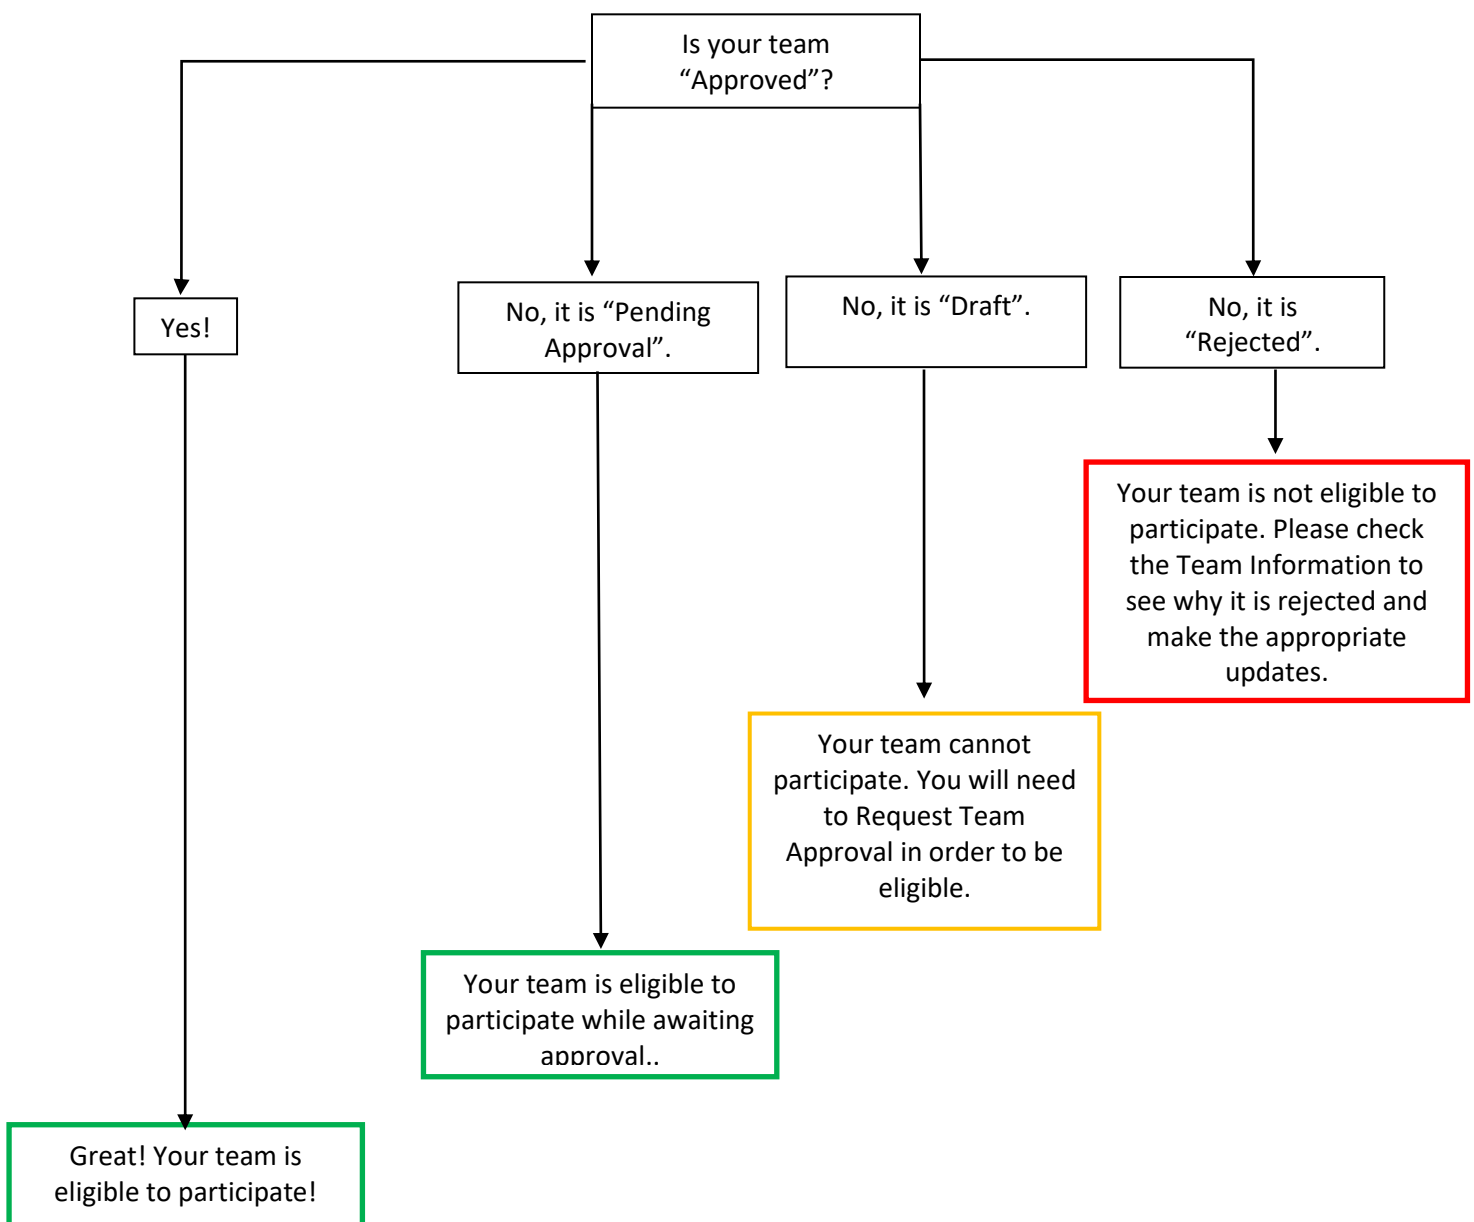 Is your team
“Approved”?
Yes!
No, it is “Pending
Approval”.
No, it is “Draft”.
No, it is
“Rejected”.
Your team is not eligible to
participate. Please check
the Team Information to
see why it is rejected and
make the appropriate
updates.
Your team cannot
participate. You will need
to Request Team
Approval in order to be
eligible.
Your team is eligible to
participate while awaiting
approval..
Great! Your team is
eligible to participate!